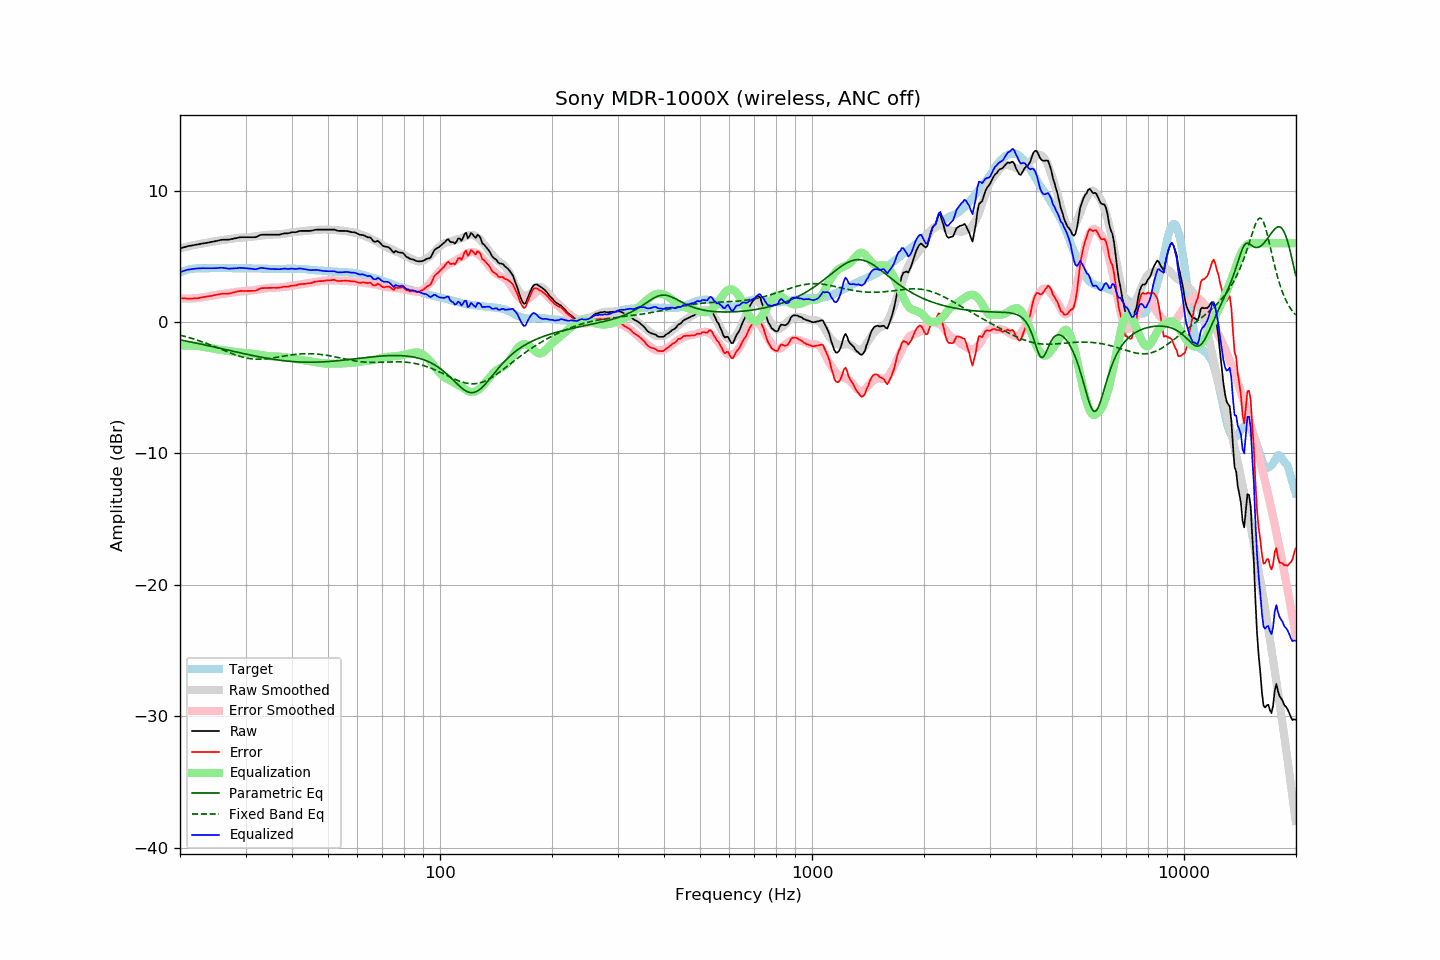 Sony MDR-1000X (wireless, ANC off)
10
0
−10
−20
−30
−40
Amplitude (dBr)
Target
Raw Smoothed
Error Smoothed
Raw
Error
Equalization
Parametric Eq
Fixed Band Eq
Equalized
100
1000
10000
Frequency (Hz)